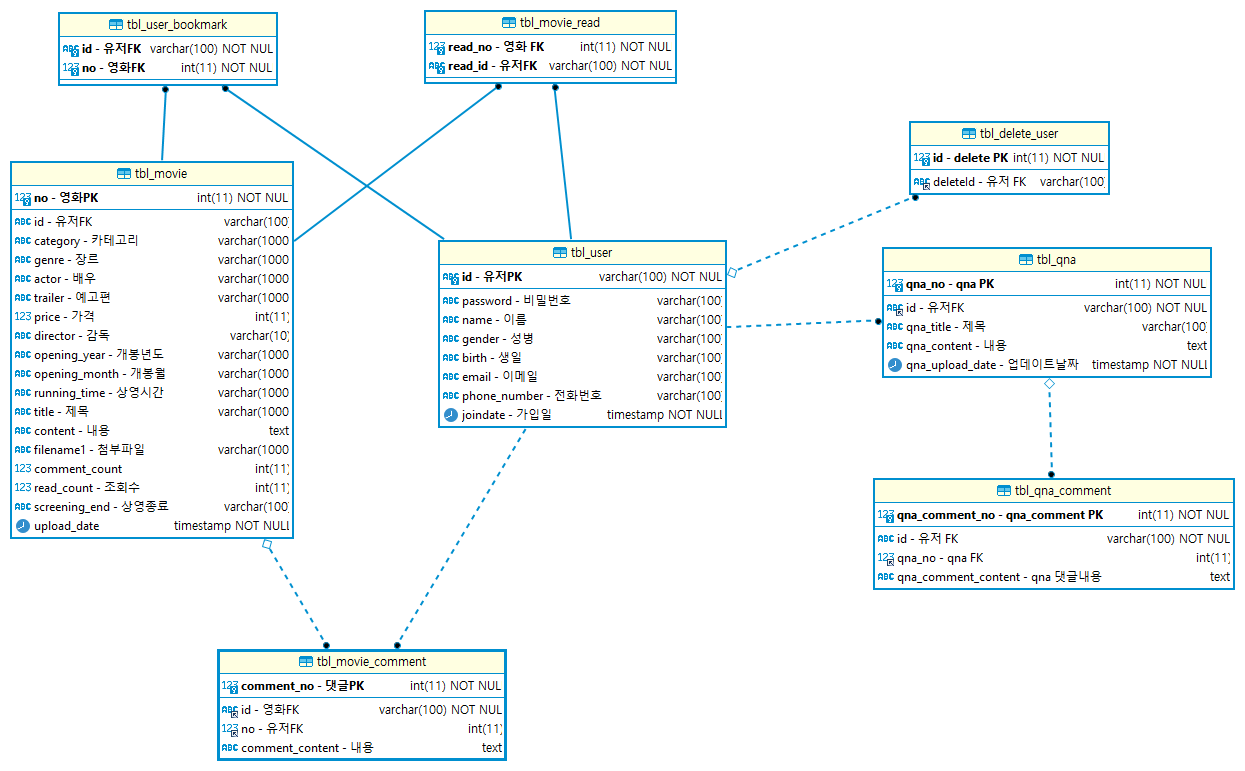 tbl_user_bookmark
id - 유저FK varchar(100) NOT NUL
no - 영화FK int(11) NOT NUL
tbl_movie_read
read_no - 영화 FK int(11) NOT NUL
read_id - 유저FK varchar(100) NOT NUL
tbl_delete_user
id - delete PK int(11) NOT NUL
deleteId - 유저 FK varchar(100)
tbl_movie
no - 영화PK int(11) NOT NUL
id - 유저FK varchar(100)
category - 카테고리 varchar(1000
genre - 장르 varchar(1000
actor - 배우 varchar(1000
trailer - 예고편 varchar(1000
price - 가격 int(11)
director - 감독 varchar(10)
opening_year - 개봉년도 varchar(1000
opening_month - 개봉월 varchar(1000
running_time - 상영시간 varchar(1000
title - 제목 varchar(1000
content - 내용 text
filename1 - 첨부파일 varchar(1000
comment_count int(11)
read_count - 조회수 int(11)
screening_end - 상영종료 varchar(100)
upload_date timestamp NOT NULL
tbl_user
id - 유저PK varchar(100) NOT NUL
password - 비밀번호 varchar(100)
name - 이름 varchar(100)
gender - 성병 varchar(100)
birth - 생일 varchar(100)
email - 이메일 varchar(100)
phone_number - 전화번호 varchar(100)
joindate - 가입일 timestamp NOT NULL
tbl_qna
qna_no - qna PK int(11) NOT NUL
id - 유저FK varchar(100) NOT NUL
qna_title - 제목 varchar(100)
qna_content - 내용 text
qna_upload_date - 업데이트날짜 timestamp NOT NULL
tbl_qna_comment
qna_comment_no - qna_comment PK int(11) NOT NUL
id - 유저 FK varchar(100) NOT NUL
qna_no - qna FK int(11)
qna_comment_content - qna 댓글내용 text
tbl_movie_comment
comment_no - 댓글PK int(11) NOT NUL
id - 영화FK varchar(100) NOT NUL
no - 유저FK int(11)
comment_content - 내용 text